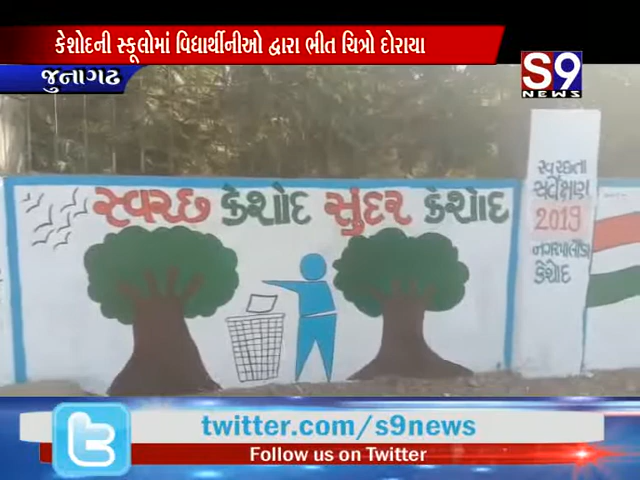 કેશોદની સ્કૂલોમાં વિદ્યાર્થીનીઓ દ્વારા ભીત ચિત્રો દોરાયા
જુનાગઢ
S9
NEWS
સ્વચ્છ કેશોદ સુંદર કેશોદ
સ્વચ્છતા
સર્વેક્ષણ
2019
નગરપાલીકા
કેશોદ
twitter.com/s9news
Follow us on Twitter